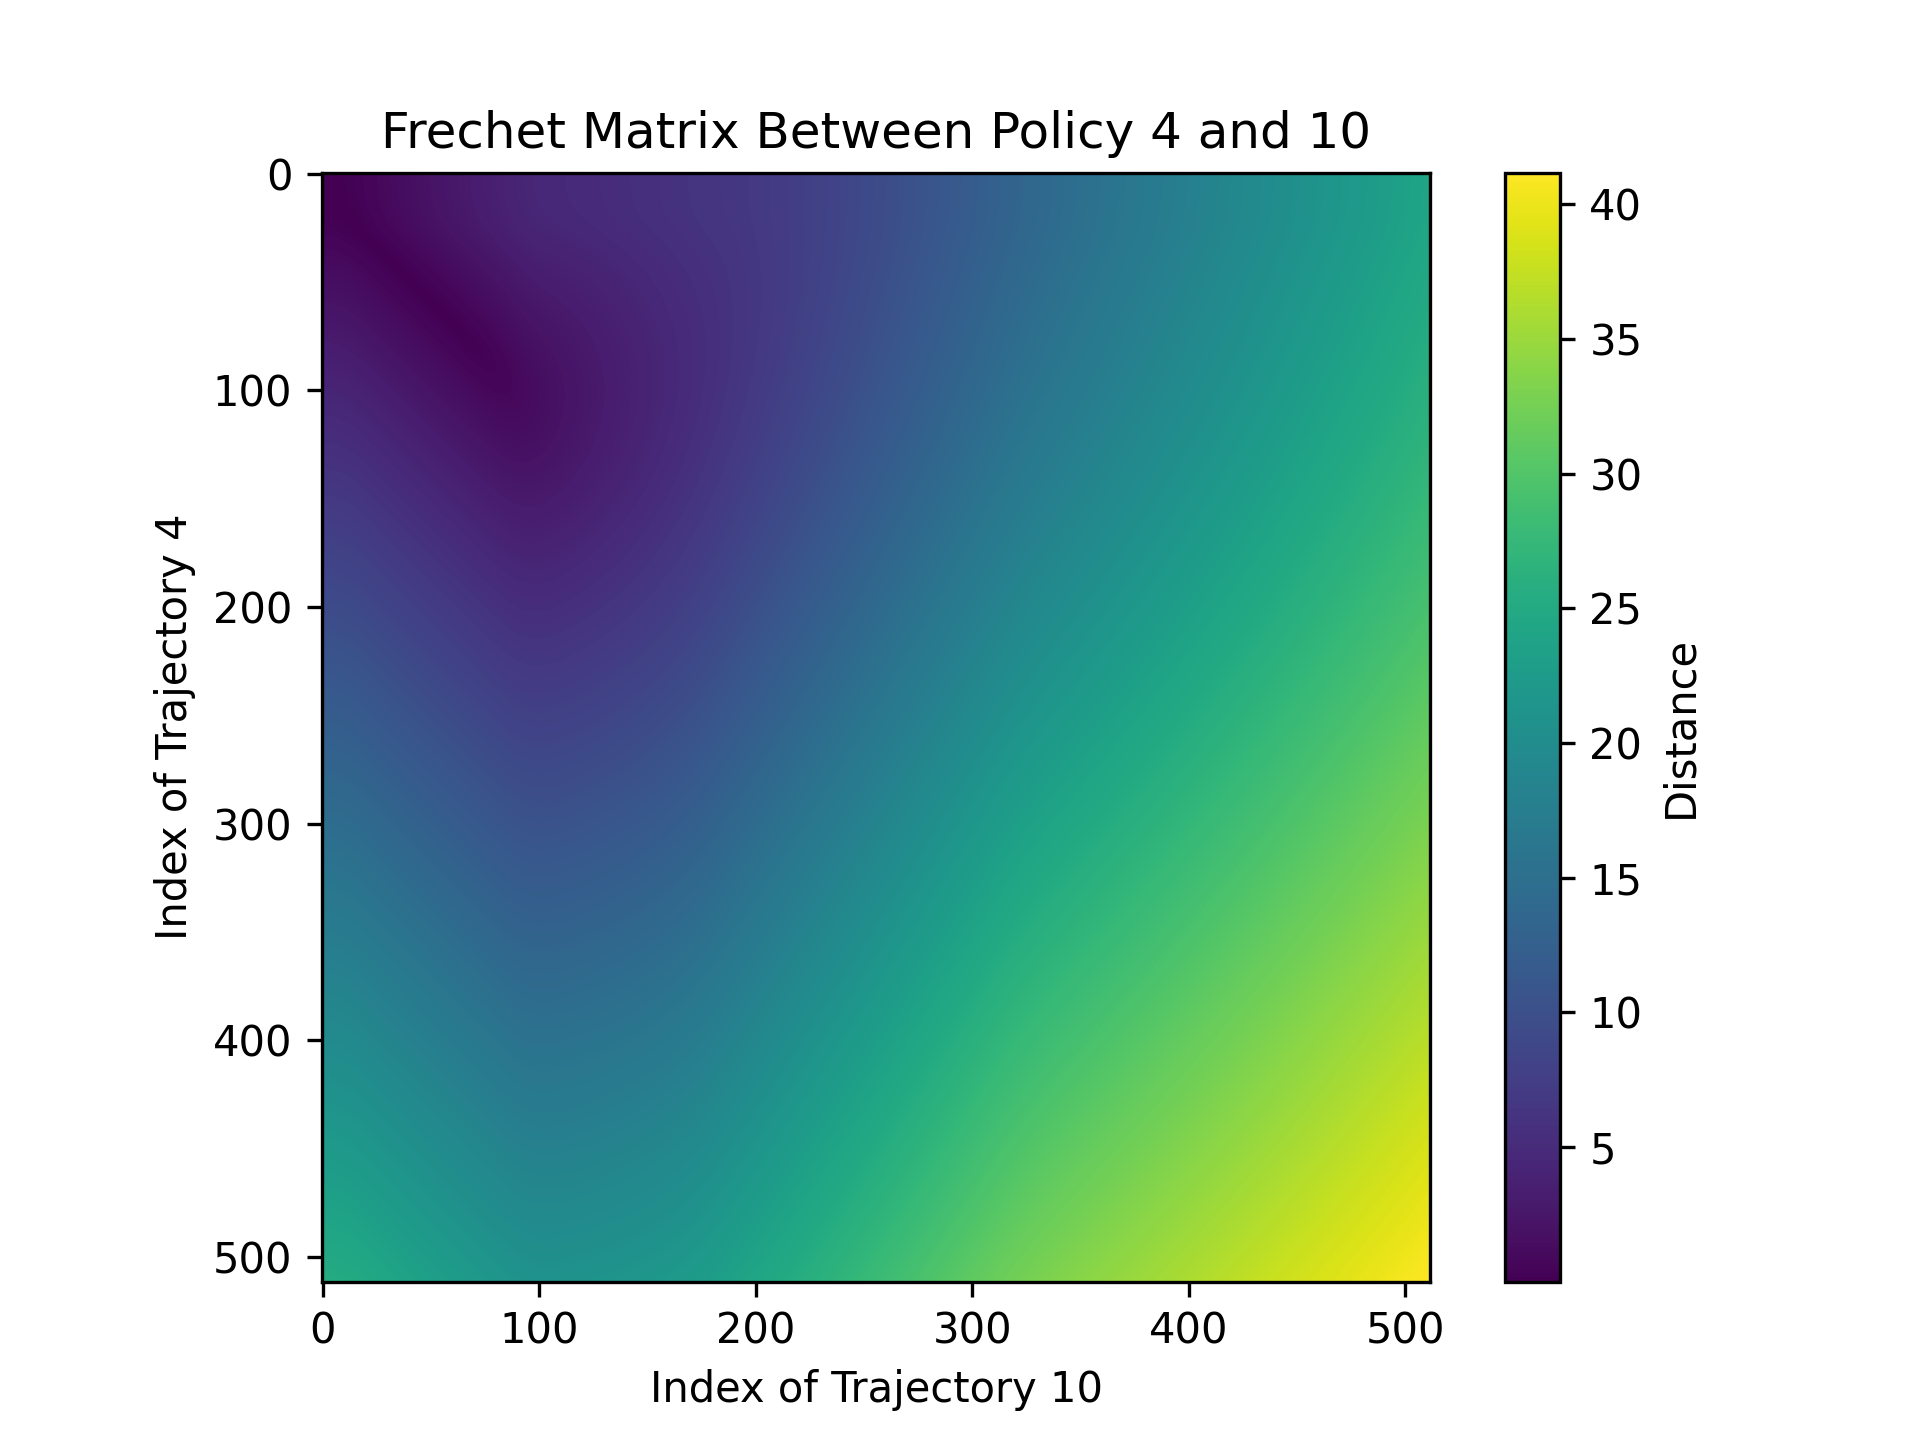 Frechet Matrix Between Policy 4 and 10
0
100
200
300
400
500
Index of Trajectory 4
0 100 200 300 400 500
Index of Trajectory 10
40
35
30
25
20
15
10
5
Distance